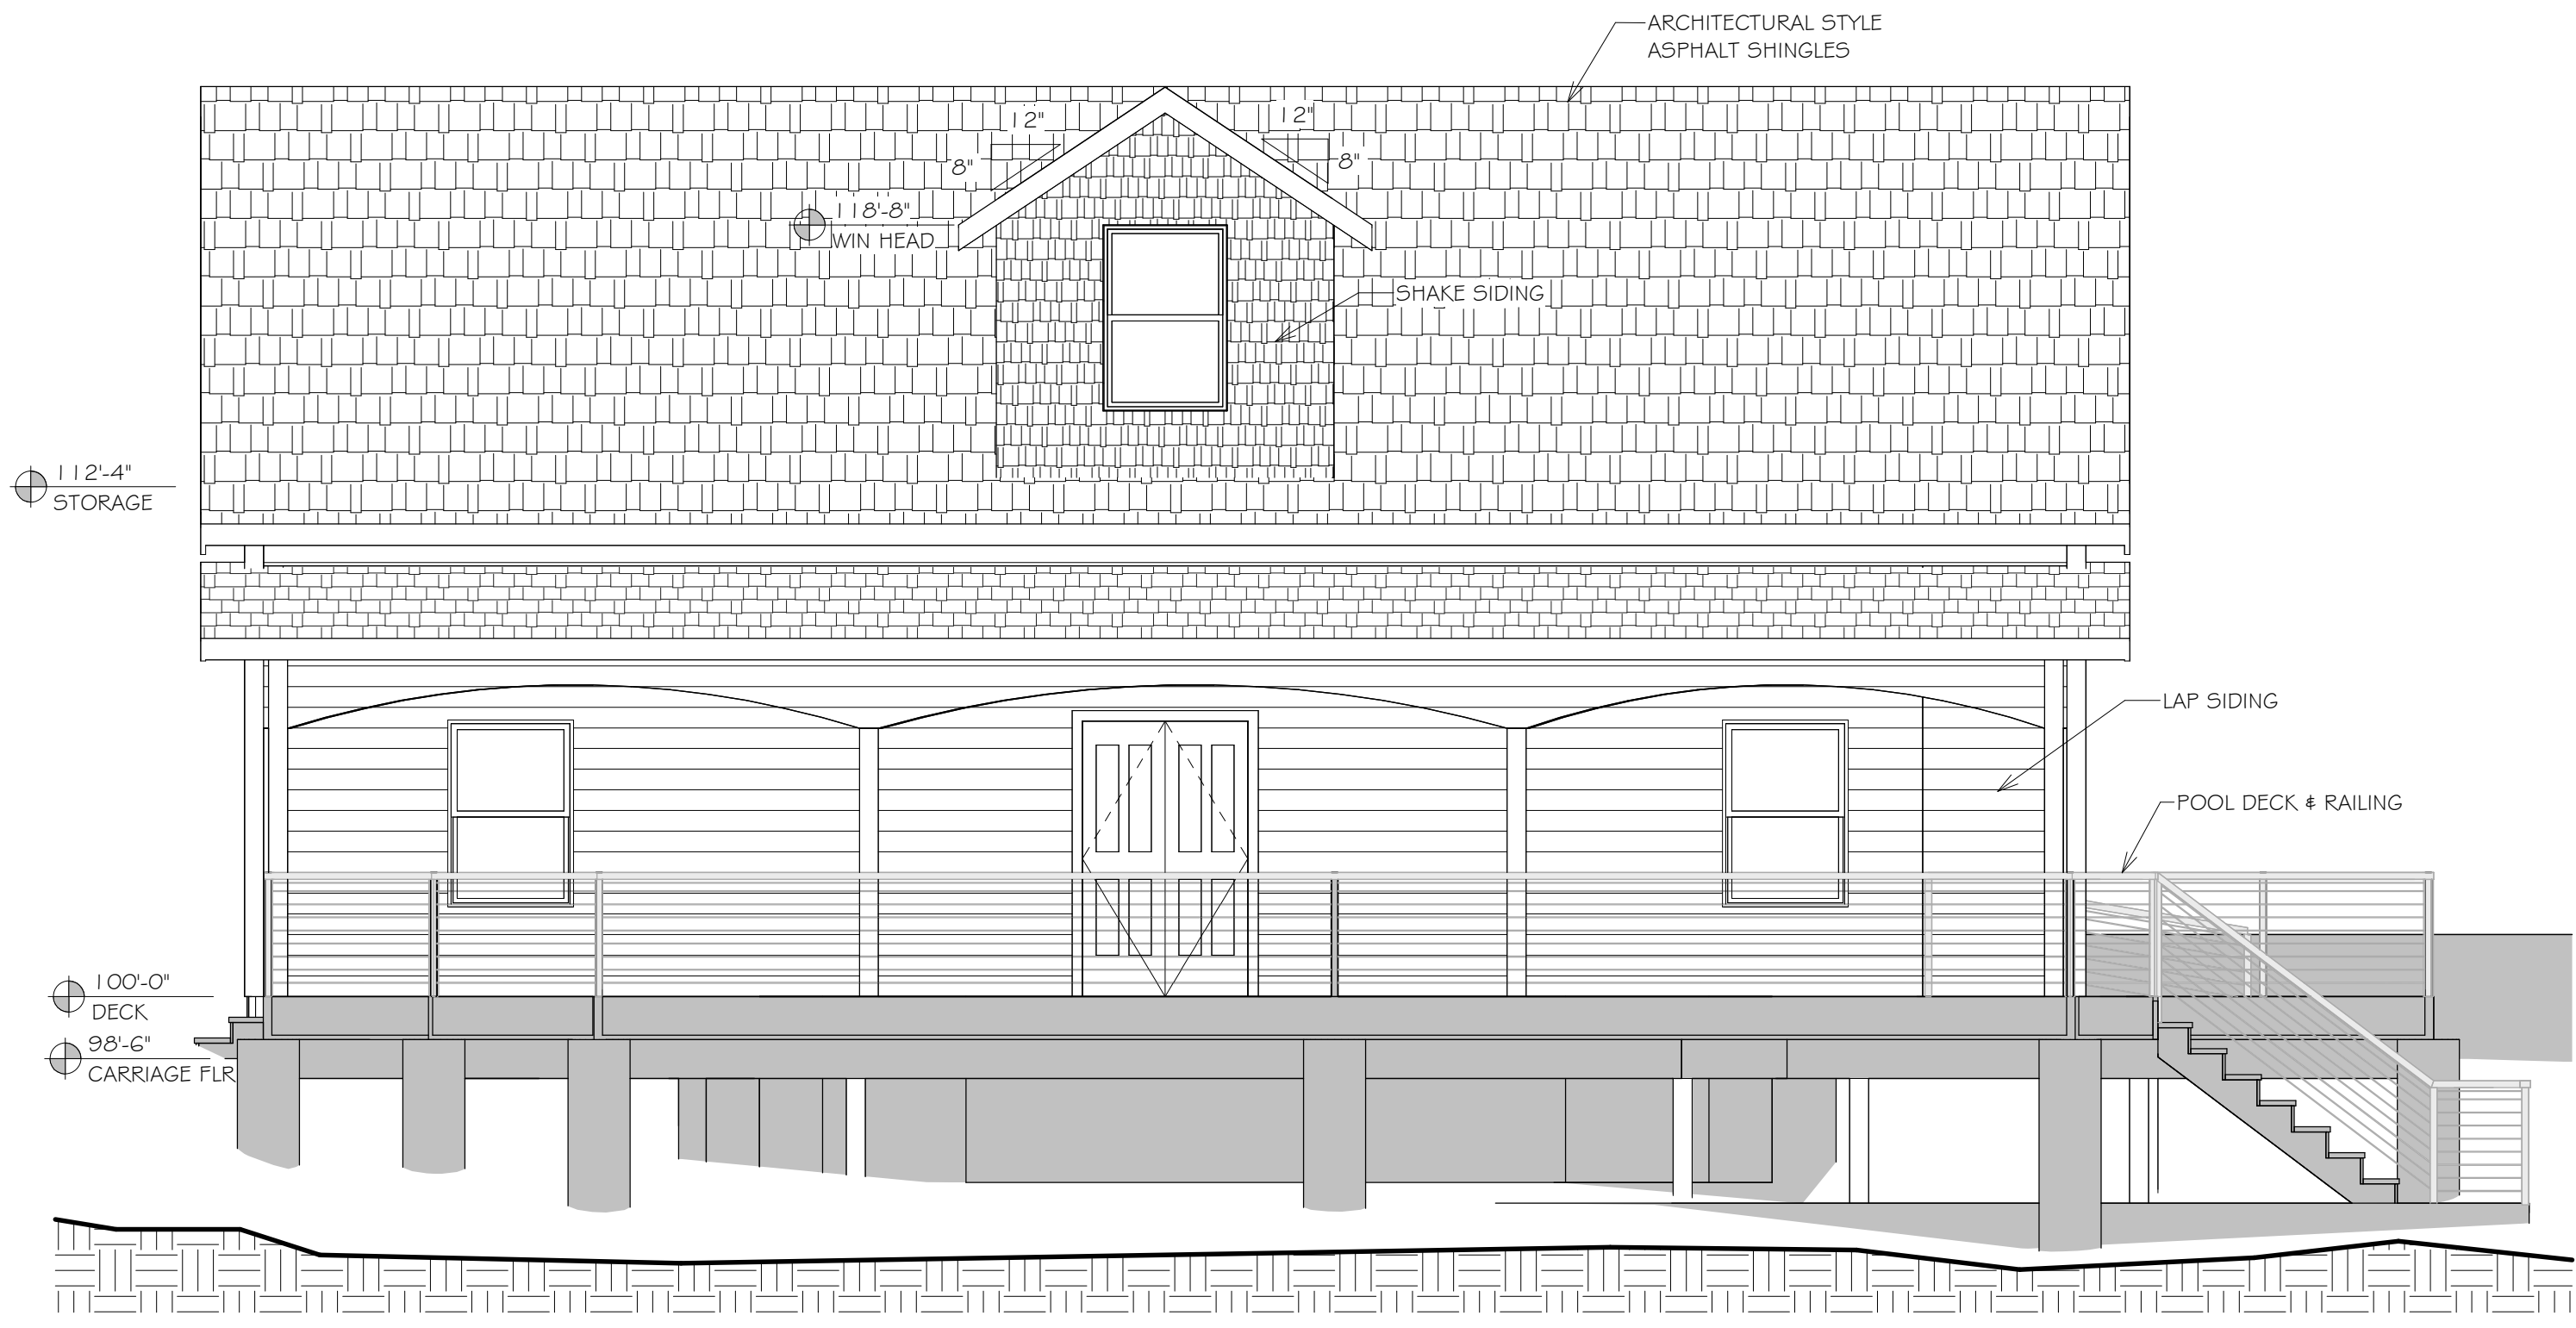 ARCHITECTURAL STYLE
ASPHALT SHINGLES
12"
12"
8"
8"
118'-8"
WIN HEAD
SHAKE SIDING
112'-4"
STORAGE
LAP SIDING
POOL DECK & RAILING
100'-0"
DECK
98'-6"
CARRIAGE FLR